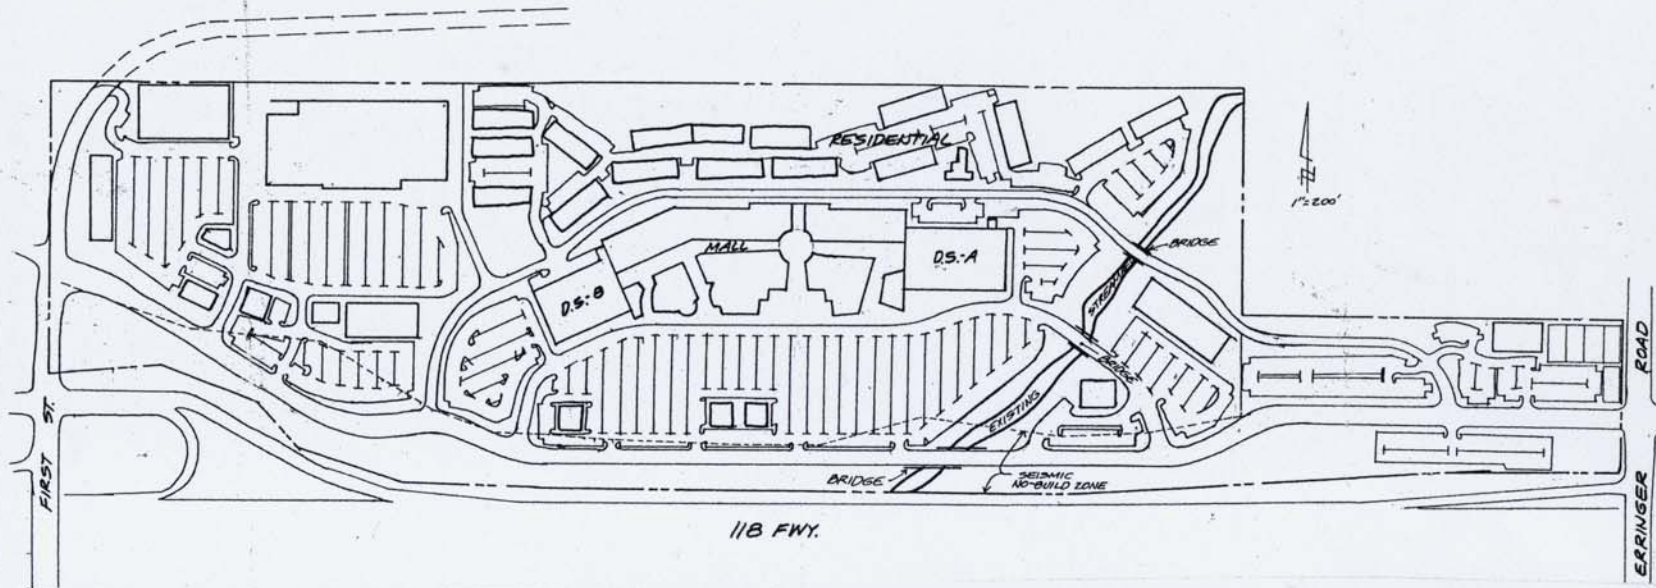 RESIDENTIAL
1"=200'
MALL
D.S.-A
D.S.-B
BRIDGE
STREAM
BRIDGE
EXISTING
BRIDGE
SEISMIC
NO-BUILD ZONE
118 FWY.
FIRST ST.
ERRINGER ROAD